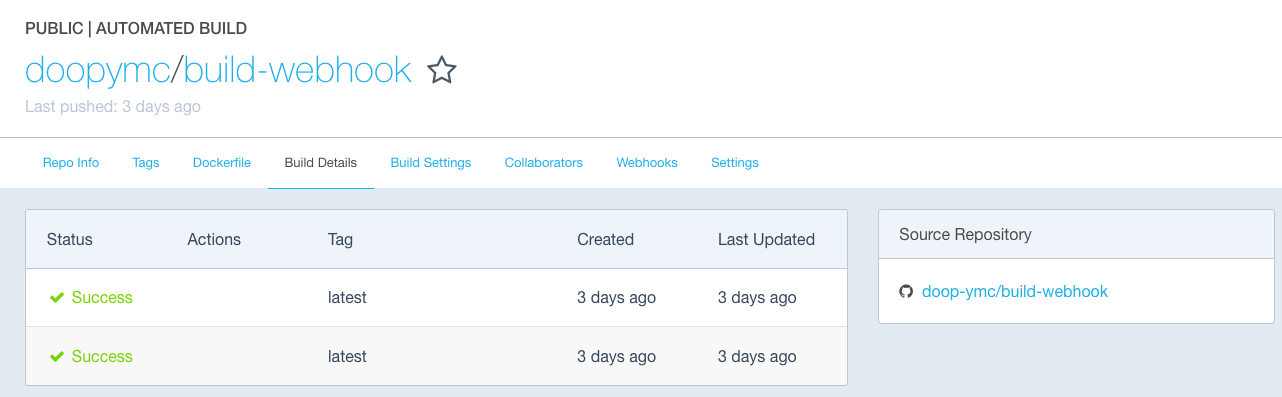 PUBLIC | AUTOMATED BUILD
doopymc/build-webhook
Last pushed: 3 days ago
Repo Info Tags Dockerfile Build Details Build Settings Collaborators Webhooks Settings
Status Actions Tag Created Last Updated
Success latest 3 days ago 3 days ago
Success latest 3 days ago 3 days ago
Source Repository
doop-ymc/build-webhook